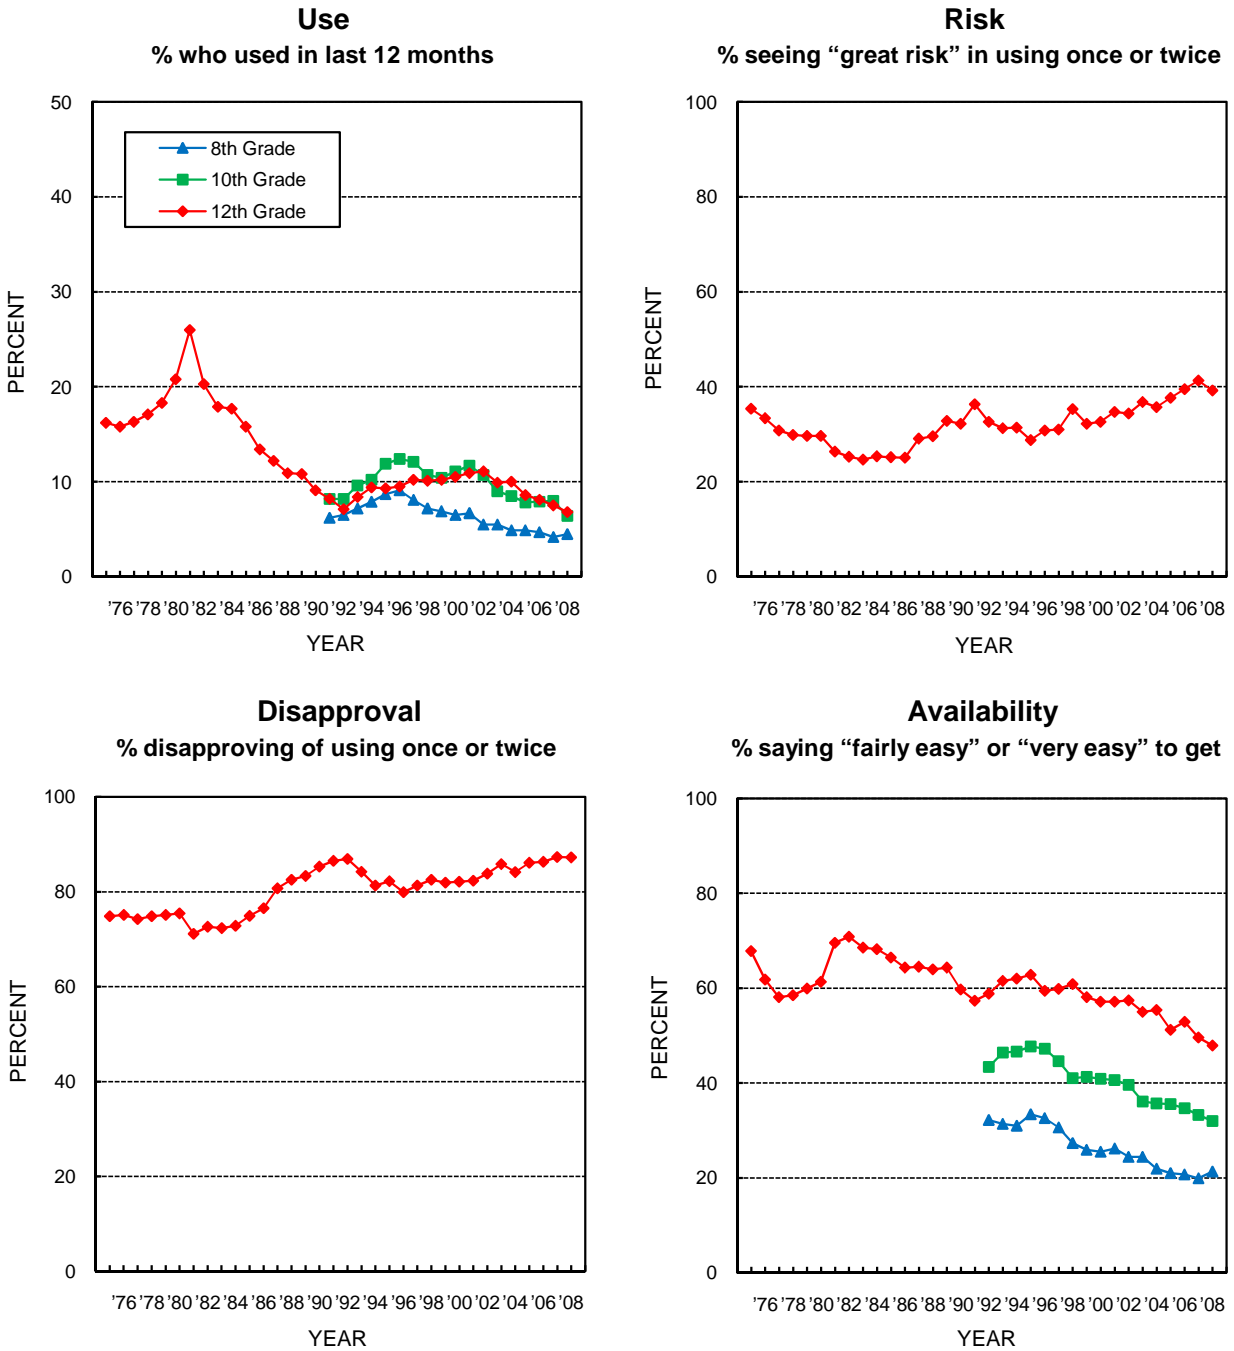 Use
% who used in last 12 months
50
40
30
20
10
0
PERCENT
8th Grade
10th Grade
12th Grade
’76 ’78 ’80 ’82 ’84 ’86 ’88 ’90 ’92 ’94 ’96 ’98 ’00 ’02 ’04 ’06 ’08
YEAR
Risk
% seeing “great risk” in using once or twice
100
80
60
40
20
0
PERCENT
’76 ’78 ’80 ’82 ’84 ’86 ’88 ’90 ’92 ’94 ’96 ’98 ’00 ’02 ’04 ’06 ’08
YEAR
Disapproval
% disapproving of using once or twice
100
80
60
40
20
0
PERCENT
’76 ’78 ’80 ’82 ’84 ’86 ’88 ’90 ’92 ’94 ’96 ’98 ’00 ’02 ’04 ’06 ’08
YEAR
Availability
% saying “fairly easy” or “very easy” to get
100
80
60
40
20
0
PERCENT
’76 ’78 ’80 ’82 ’84 ’86 ’88 ’90 ’92 ’94 ’96 ’98 ’00 ’02 ’04 ’06 ’08
YEAR